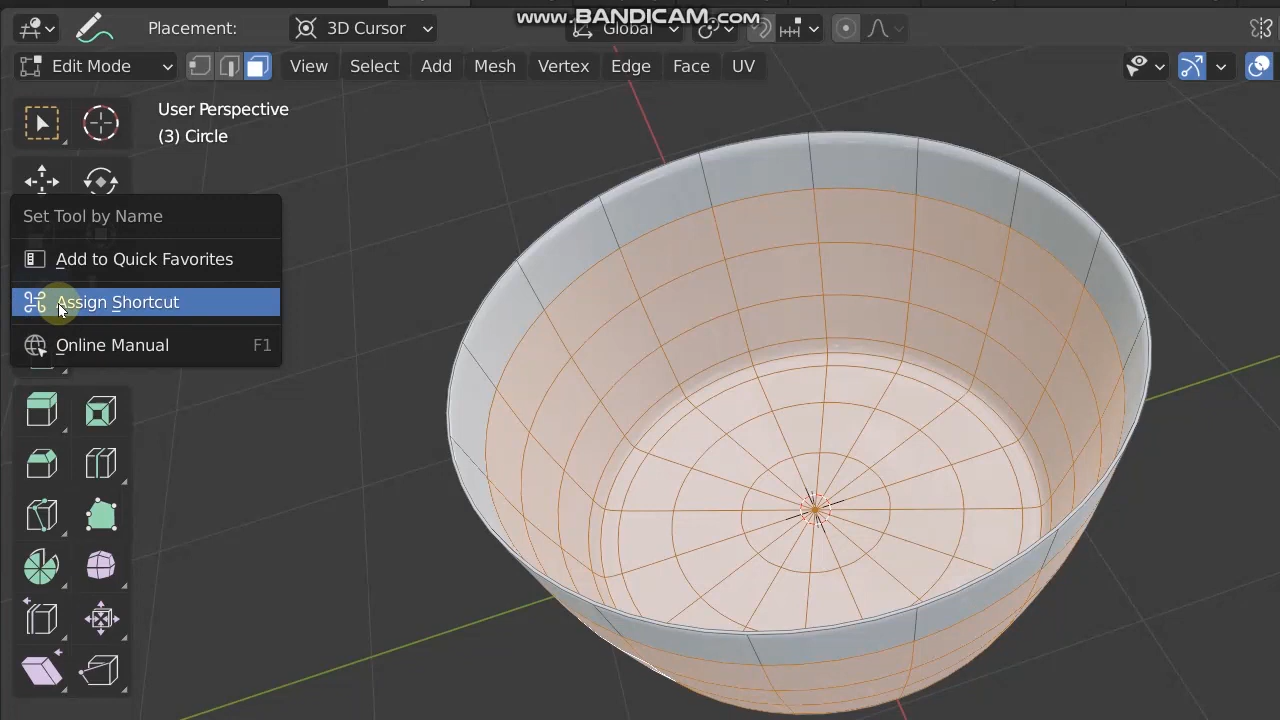 www.BANDICAM.com
Placement: 3D Cursor Global
Edit Mode View Select Add Mesh Vertex Edge Face UV
User Perspective
(3) Circle
Set Tool by Name
Add to Quick Favorites
Assign Shortcut
Online Manual F1